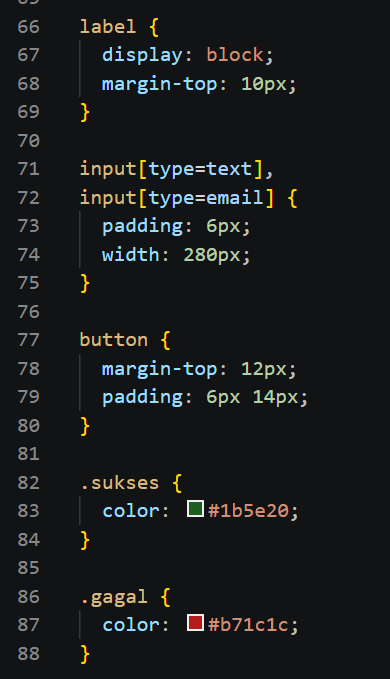 66 label {
67   display: block;
68   margin-top: 10px;
69 }
70
71 input[type=text],
72 input[type=email] {
73   padding: 6px;
74   width: 280px;
75 }
76
77 button {
78   margin-top: 12px;
79   padding: 6px 14px;
80 }
81
82 .sukses {
83   color: #1b5e20;
84 }
85
86 .gagal {
87   color: #b71c1c;
88 }